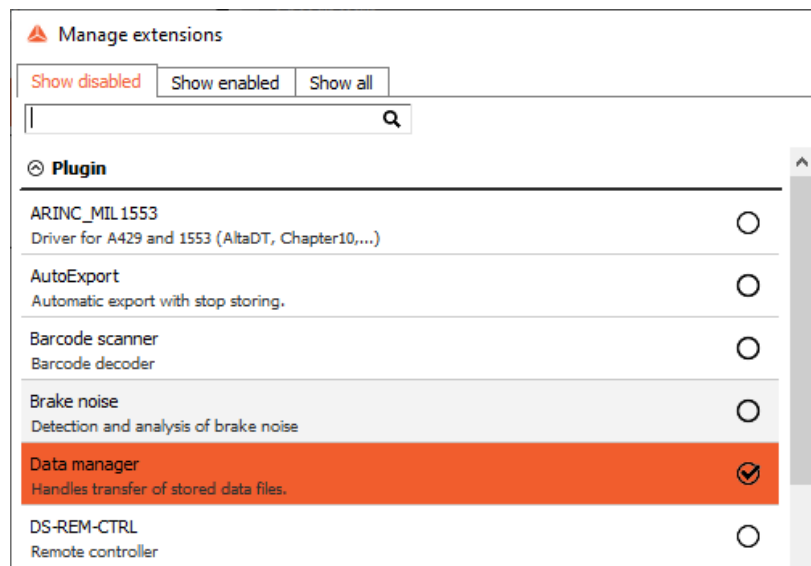 Manage extensions
Show disabled Show enabled Show all
Plugin
ARINC_MIL1553
Driver for A429 and 1553 (AltaDT, Chapter10,...)
AutoExport
Automatic export with stop storing.
Barcode scanner
Barcode decoder
Brake noise
Detection and analysis of brake noise
Data manager
Handles transfer of stored data files.
DS-REM-CTRL
Remote controller